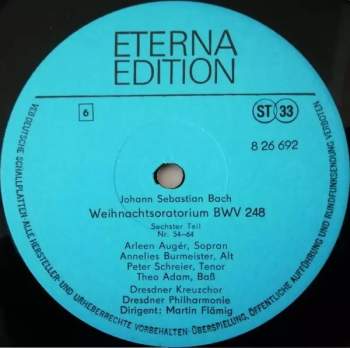 ETERNA
EDITION
6
ST 33
8 26 692
Johann Sebastian Bach
Weihnachtsoratorium BWV 248
Sechster Teil
Nr. 54–64
Arleen Augér, Sopran
Annelies Burmeister, Alt
Peter Schreier, Tenor
Theo Adam, Baß
Dresdner Kreuzchor
Dresdner Philharmonie
Dirigent: Martin Flämig
VEB DEUTSCHE SCHALLPLATTEN · ALLE HERSTELLER- UND URHEBERRECHTE VORBEHALTEN · ÜBERSPIELUNG, ÖFFENTLICHE AUFFÜHRUNG UND RUNDFUNKSENDUNG VERBOTEN